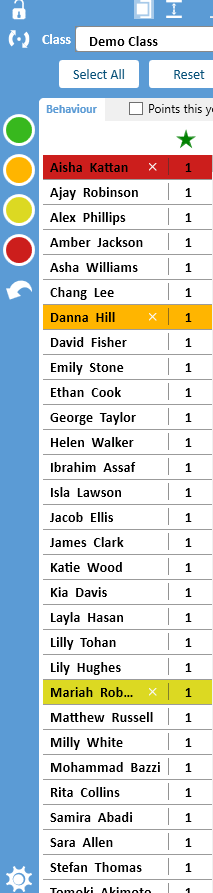 Class Demo Class
Select All Reset
Behaviour Points this ye
Aisha Kattan × 1
Ajay Robinson 1
Alex Phillips 1
Amber Jackson 1
Asha Williams 1
Chang Lee 1
Danna Hill × 1
David Fisher 1
Emily Stone 1
Ethan Cook 1
George Taylor 1
Helen Walker 1
Ibrahim Assaf 1
Isla Lawson 1
Jacob Ellis 1
James Clark 1
Katie Wood 1
Kia Davis 1
Layla Hasan 1
Lilly Tohan 1
Lily Hughes 1
Mariah Rob... × 1
Matthew Russell 1
Milly White 1
Mohammad Bazzi 1
Rita Collins 1
Samira Abadi 1
Sara Allen 1
Stefan Thomas 1
Tomoki Akimoto